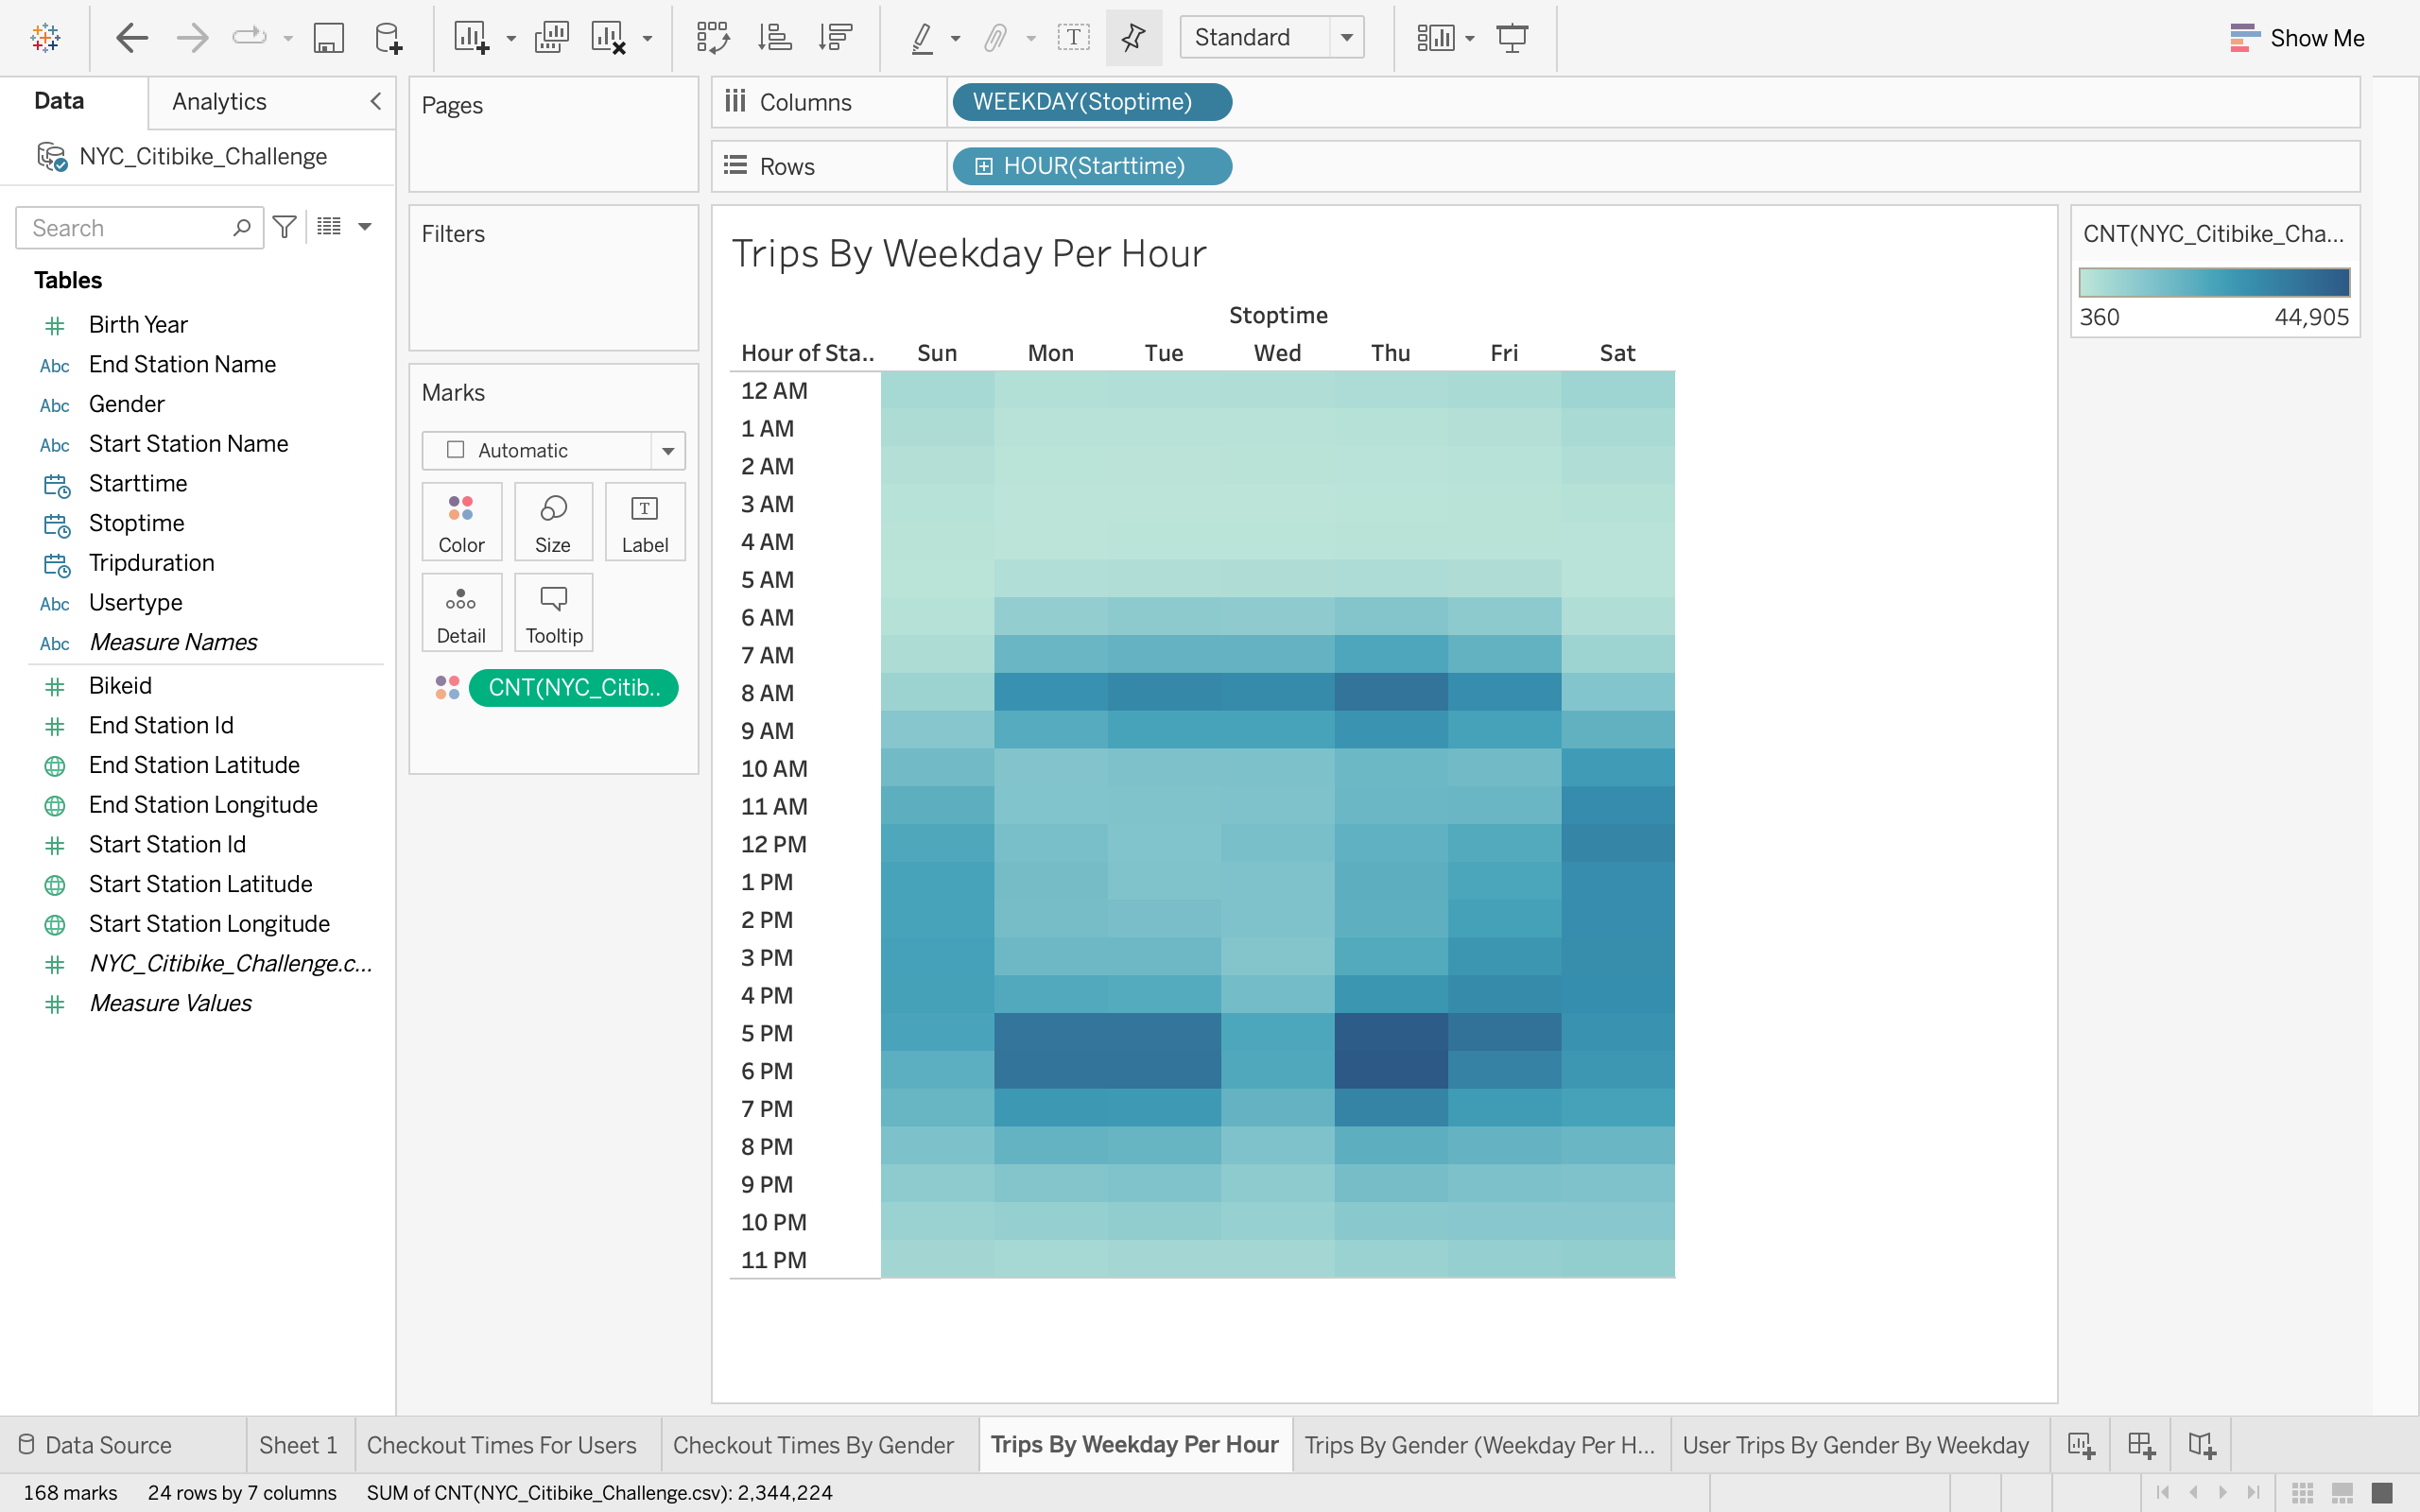 Standard
Show Me
Data
Analytics
NYC_Citibike_Challenge
Search
Tables
Birth Year
Abc End Station Name
Abc Gender
Abc Start Station Name
Starttime
Stoptime
Tripduration
Abc Usertype
Abc Measure Names
Bikeid
End Station Id
End Station Latitude
End Station Longitude
Start Station Id
Start Station Latitude
Start Station Longitude
NYC_Citibike_Challenge.c...
Measure Values
Pages
Filters
Marks
Automatic
Color Size Label
Detail Tooltip
CNT(NYC_Citib..
Columns WEEKDAY(Stoptime)
Rows HOUR(Starttime)
Trips By Weekday Per Hour
Stoptime
Hour of Sta.. Sun Mon Tue Wed Thu Fri Sat
12 AM
1 AM
2 AM
3 AM
4 AM
5 AM
6 AM
7 AM
8 AM
9 AM
10 AM
11 AM
12 PM
1 PM
2 PM
3 PM
4 PM
5 PM
6 PM
7 PM
8 PM
9 PM
10 PM
11 PM
CNT(NYC_Citibike_Cha...
360 44,905
Data Source Sheet 1 Checkout Times For Users Checkout Times By Gender Trips By Weekday Per Hour Trips By Gender (Weekday Per H... User Trips By Gender By Weekday
168 marks 24 rows by 7 columns SUM of CNT(NYC_Citibike_Challenge.csv): 2,344,224